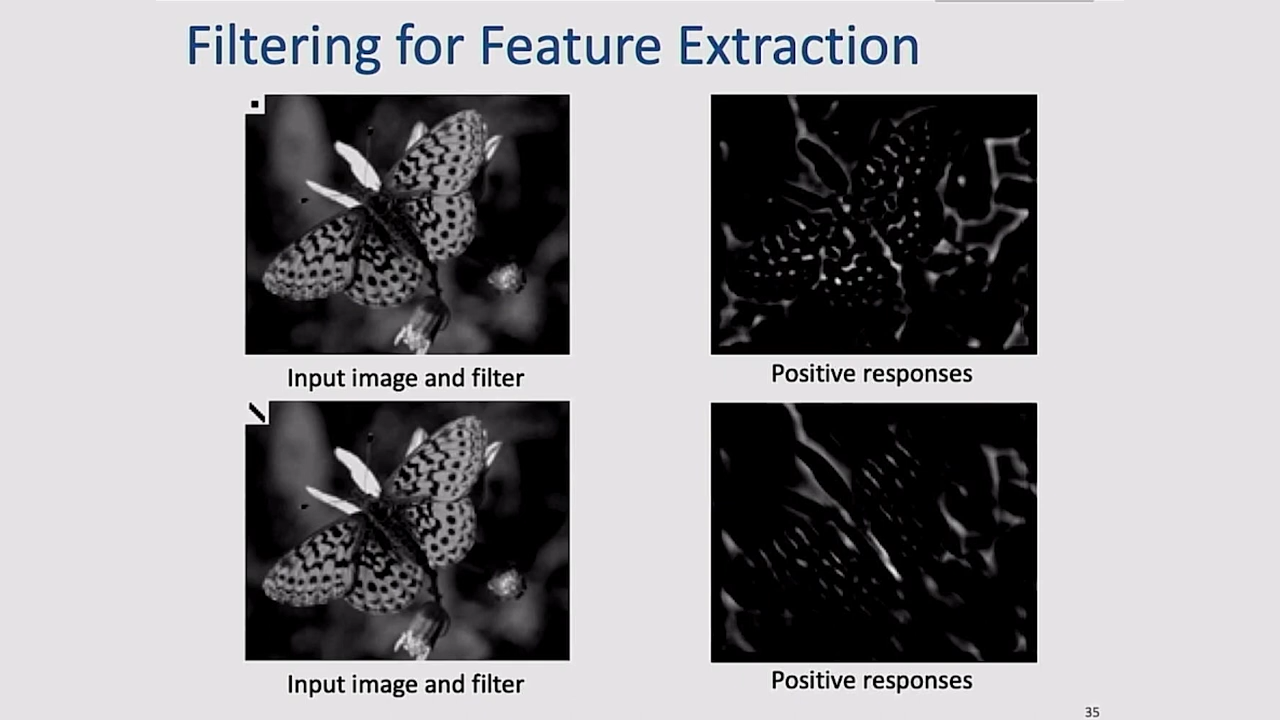 Filtering for Feature Extraction
Input image and filter
Positive responses
Input image and filter
Positive responses
35